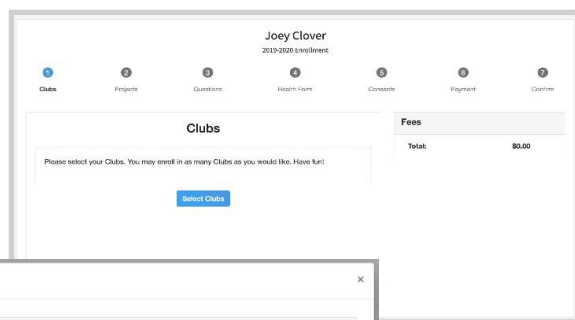 Joey Clover
2019-2020 Enrollment
1 2 3 4 5 6 7
Clubs Projects Questions Health Form Consents Payment Confirm
Clubs
Please select your Clubs. You may enroll in as many Clubs as you would like. Have fun!
Select Clubs
Fees
Total: $0.00
×